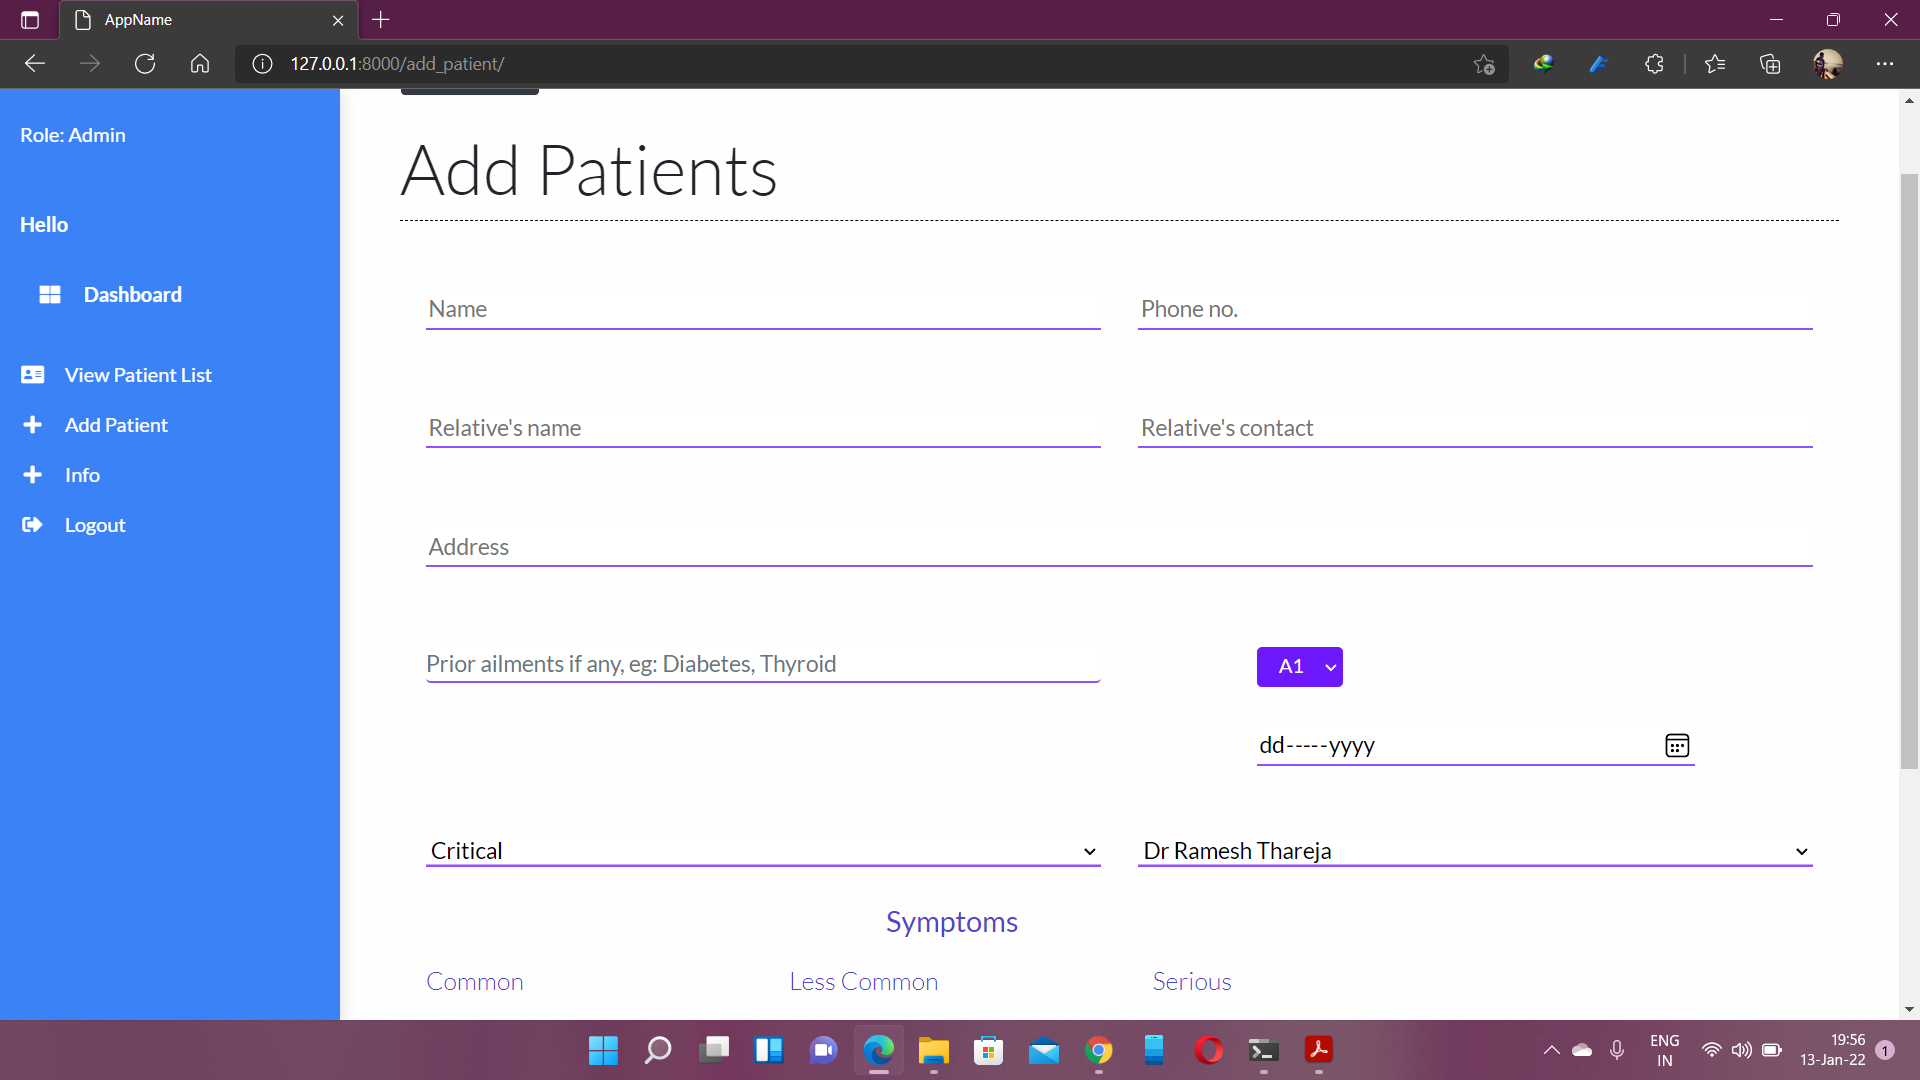 AppName
127.0.0.1:8000/add_patient/
Role: Admin
Hello
Dashboard
View Patient List
Add Patient
Info
Logout
Add Patients
Name
Phone no.
Relative's name
Relative's contact
Address
Prior ailments if any, eg: Diabetes, Thyroid
A1
dd-----yyyy
Critical
Dr Ramesh Thareja
Symptoms
Common
Less Common
Serious
ENG
IN
19:56
13-Jan-22
1